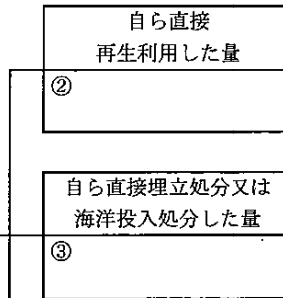 自ら直接
再生利用した量
②
自ら直接埋立処分又は
海洋投入処分した量
③